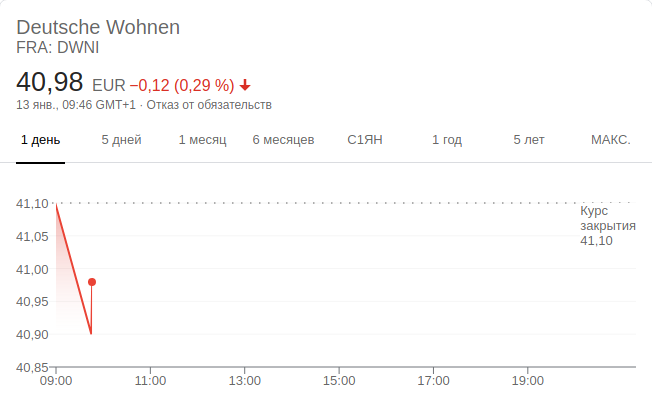 Deutsche Wohnen
FRA: DWNI
40,98 EUR −0,12 (0,29 %)
13 янв., 09:46 GMT+1 · Отказ от обязательств
1 день 5 дней 1 месяц 6 месяцев С1ЯН 1 год 5 лет МАКС.
41,10
Курс
закрытия
41,10
41,05
41,00
40,95
40,90
40,85
09:00 11:00 13:00 15:00 17:00 19:00